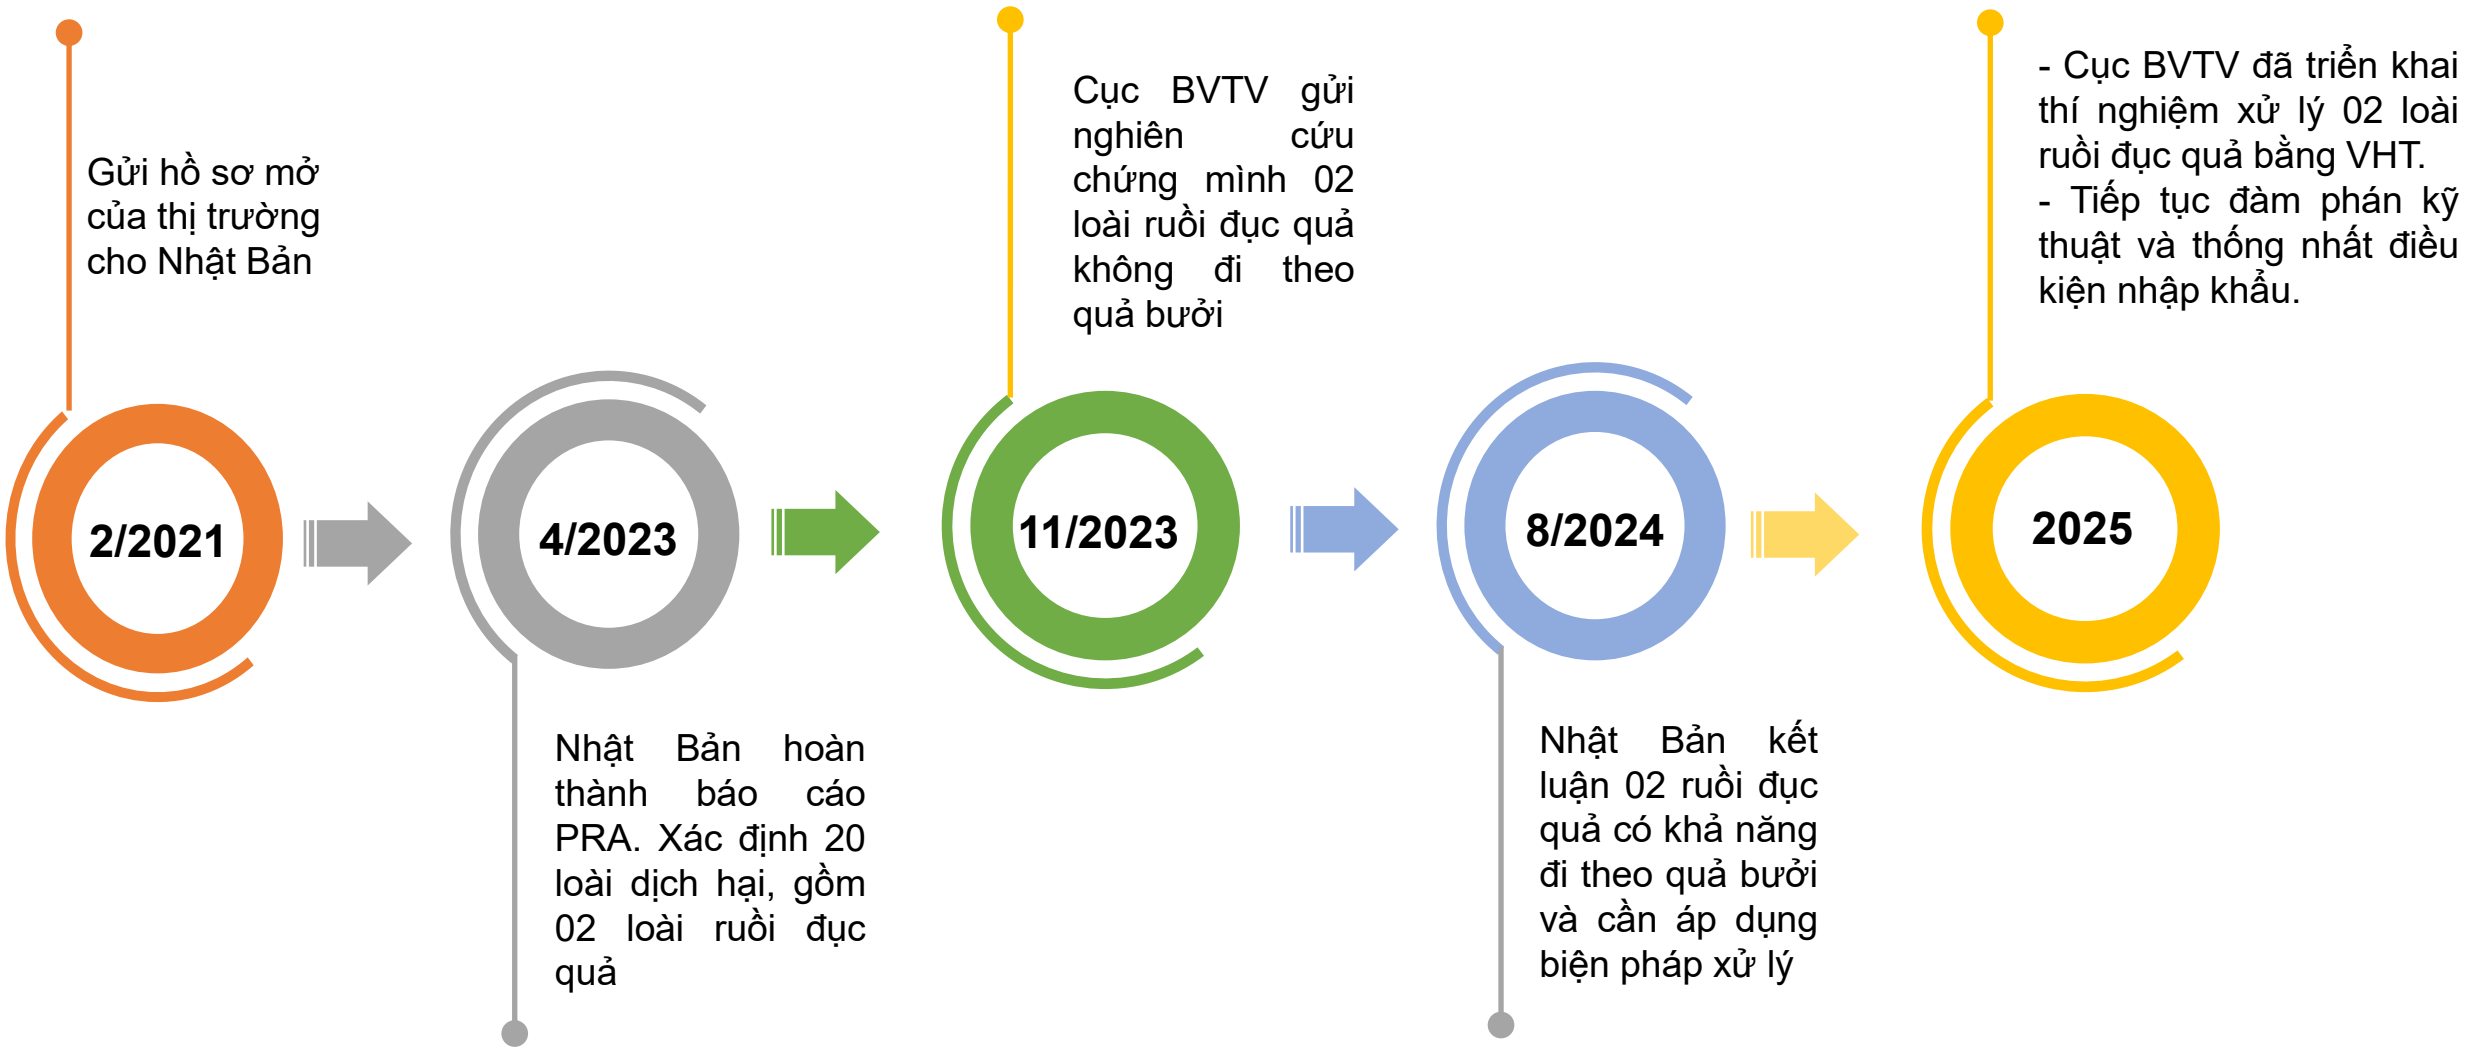 Gửi hồ sơ mở
của thị trường
cho Nhật Bản
2/2021
4/2023
Nhật Bản hoàn
thành báo cáo
PRA. Xác định 20
loài dịch hại, gồm
02 loài ruồi đục
quả
Cục BVTV gửi
nghiên cứu
chứng mình 02
loài ruồi đục quả
không đi theo
quả bưởi
11/2023
8/2024
Nhật Bản kết
luận 02 ruồi đục
quả có khả năng
đi theo quả bưởi
và cần áp dụng
biện pháp xử lý
- Cục BVTV đã triển khai
thí nghiệm xử lý 02 loài
ruồi đục quả bằng VHT.
- Tiếp tục đàm phán kỹ
thuật và thống nhất điều
kiện nhập khẩu.
2025